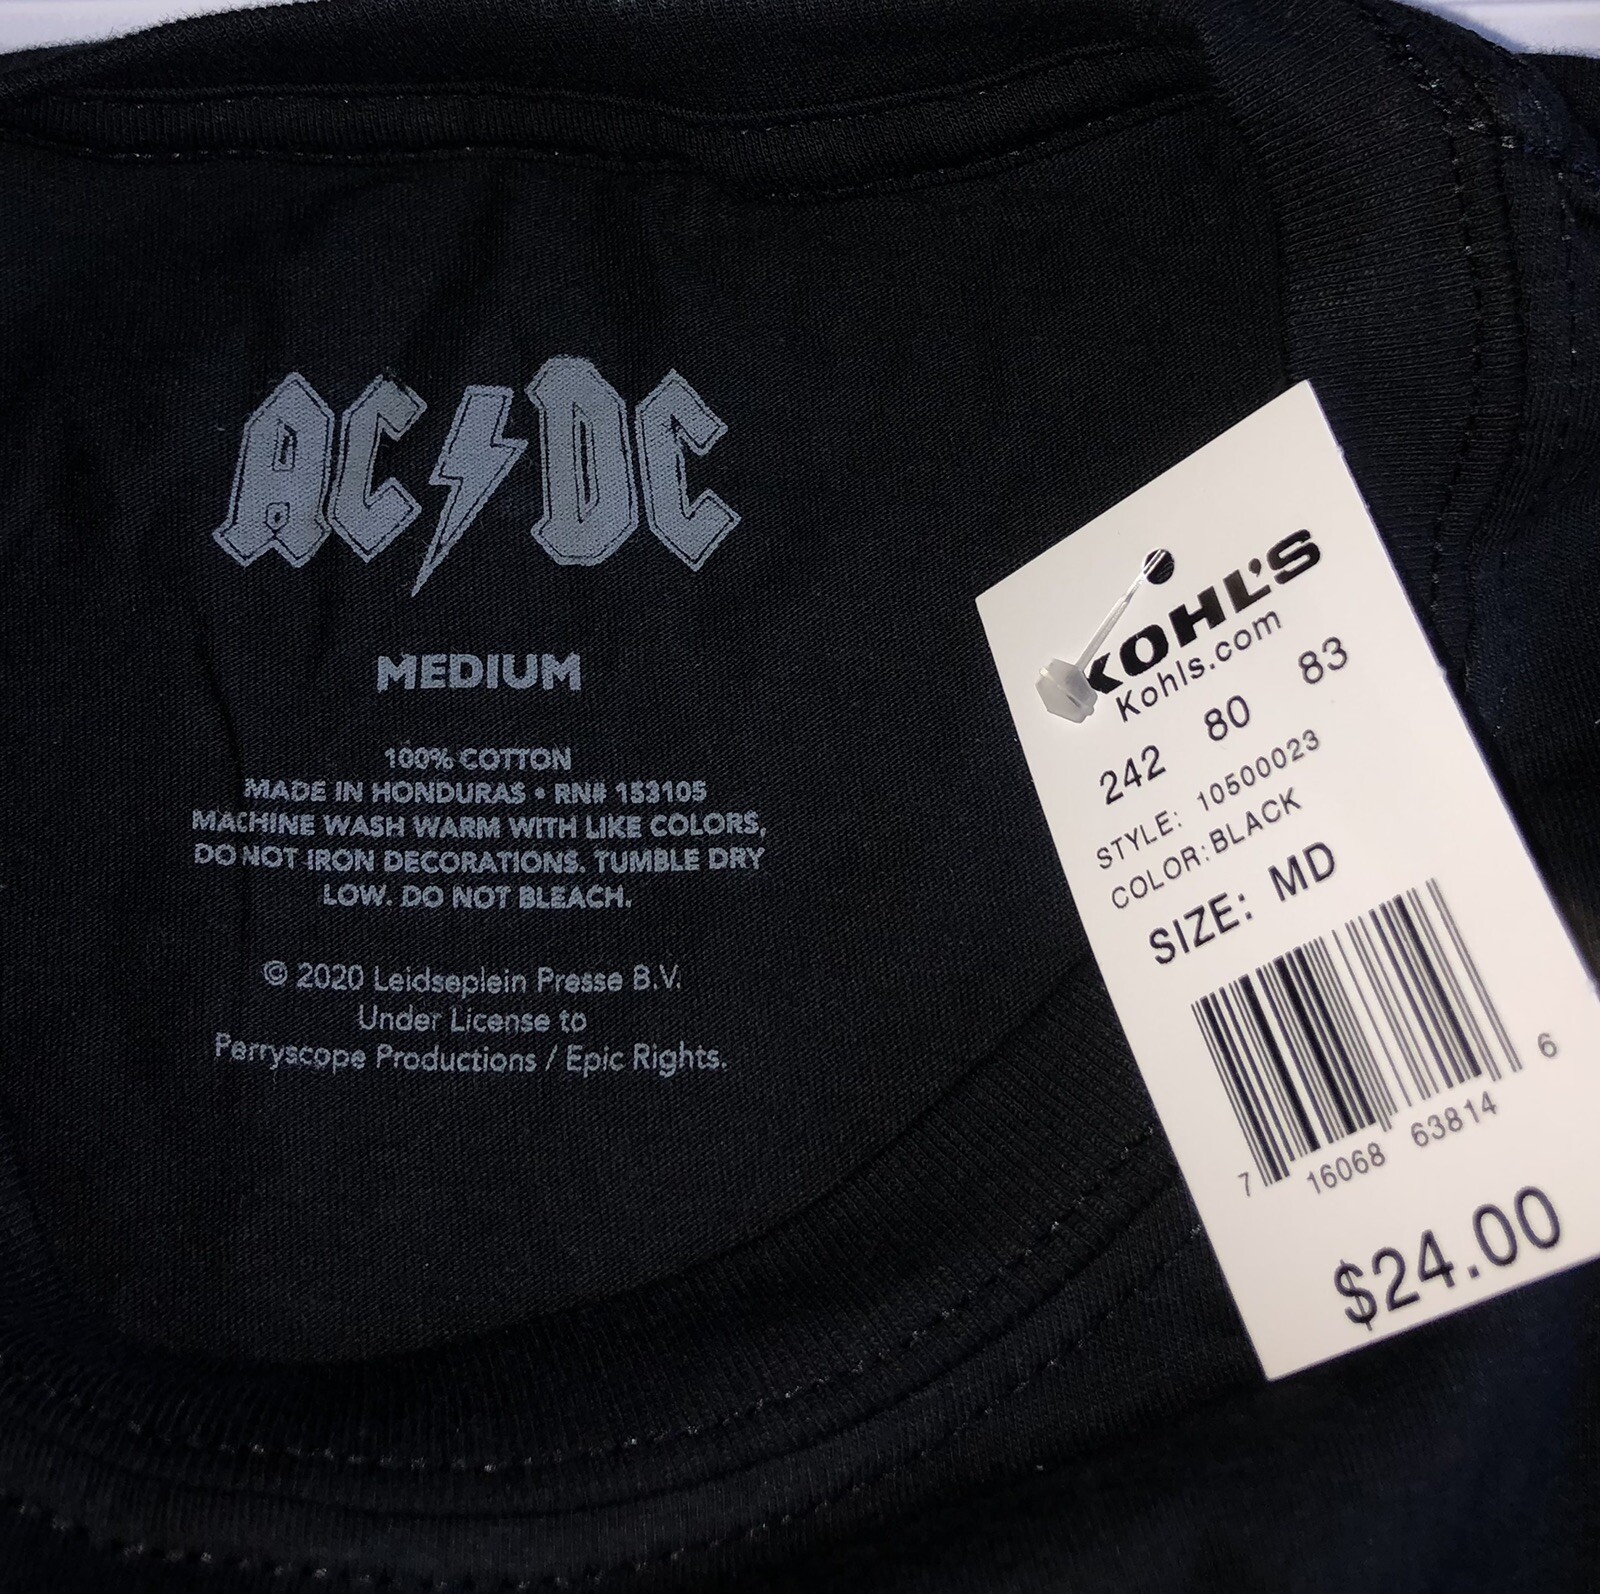 AC⚡DC
MEDIUM
100% COTTON
MADE IN HONDURAS • RN# 153105
MACHINE WASH WARM WITH LIKE COLORS,
DO NOT IRON DECORATIONS. TUMBLE DRY
LOW. DO NOT BLEACH.
© 2020 Leidseplein Presse B.V.
Under License to
Perryscope Productions / Epic Rights.
KOHL'S
Kohls.com
242 80 83
STYLE: 10500023
COLOR: BLACK
SIZE: MD
7 16068 63814 6
$24.00